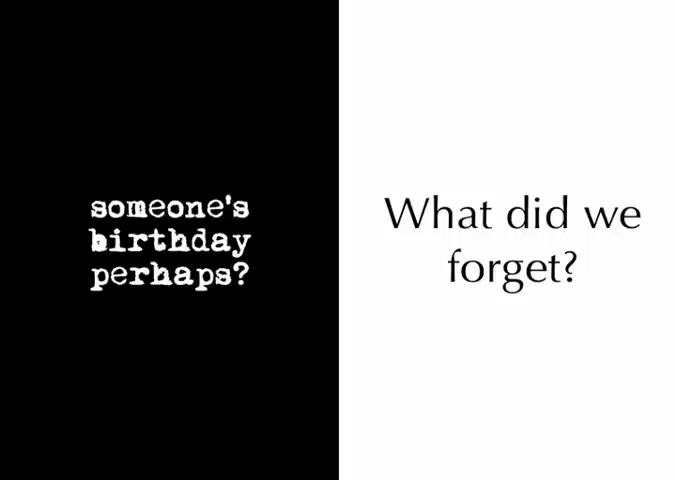 someone's
birthday
perhaps?
What did we
forget?